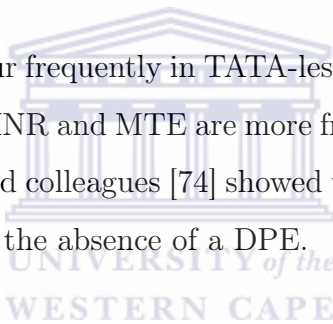 ur frequently in TATA-les
INR and MTE are more fr
d colleagues [74] showed
the absence of a DPE.
UNIVERSITY of the
WESTERN CAPE